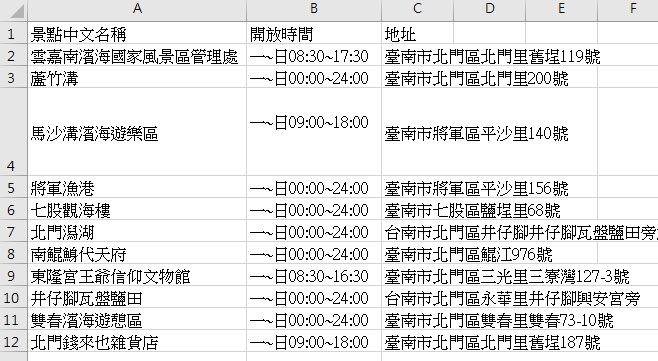 A B C D E F
1 景點中文名稱 開放時間 地址
2 雲嘉南濱海國家風景區管理處 一~日08:30~17:30 臺南市北門區北門里舊埕119號
3 蘆竹溝 一~日00:00~24:00 臺南市北門區北門里200號
4 馬沙溝濱海遊樂區 一~日09:00~18:00 臺南市將軍區平沙里140號
5 將軍漁港 一~日00:00~24:00 臺南市將軍區平沙里156號
6 七股觀海樓 一~日00:00~24:00 臺南市七股區鹽埕里68號
7 北門潟湖 一~日00:00~24:00 台南市北門區井仔腳井仔腳瓦盤鹽田旁
8 南鯤鯓代天府 一~日00:00~24:00 臺南市北門區鯤江976號
9 東隆宮王爺信仰文物館 一~日08:30~16:30 臺南市北門區三光里三寮灣127-3號
10 井仔腳瓦盤鹽田 一~日00:00~24:00 台南市北門區永華里井仔腳興安宮旁
11 雙春濱海遊憩區 一~日00:00~24:00 臺南市北門區雙春里雙春73-10號
12 北門錢來也雜貨店 一~日09:00~18:00 臺南市北門區北門里舊埕187號